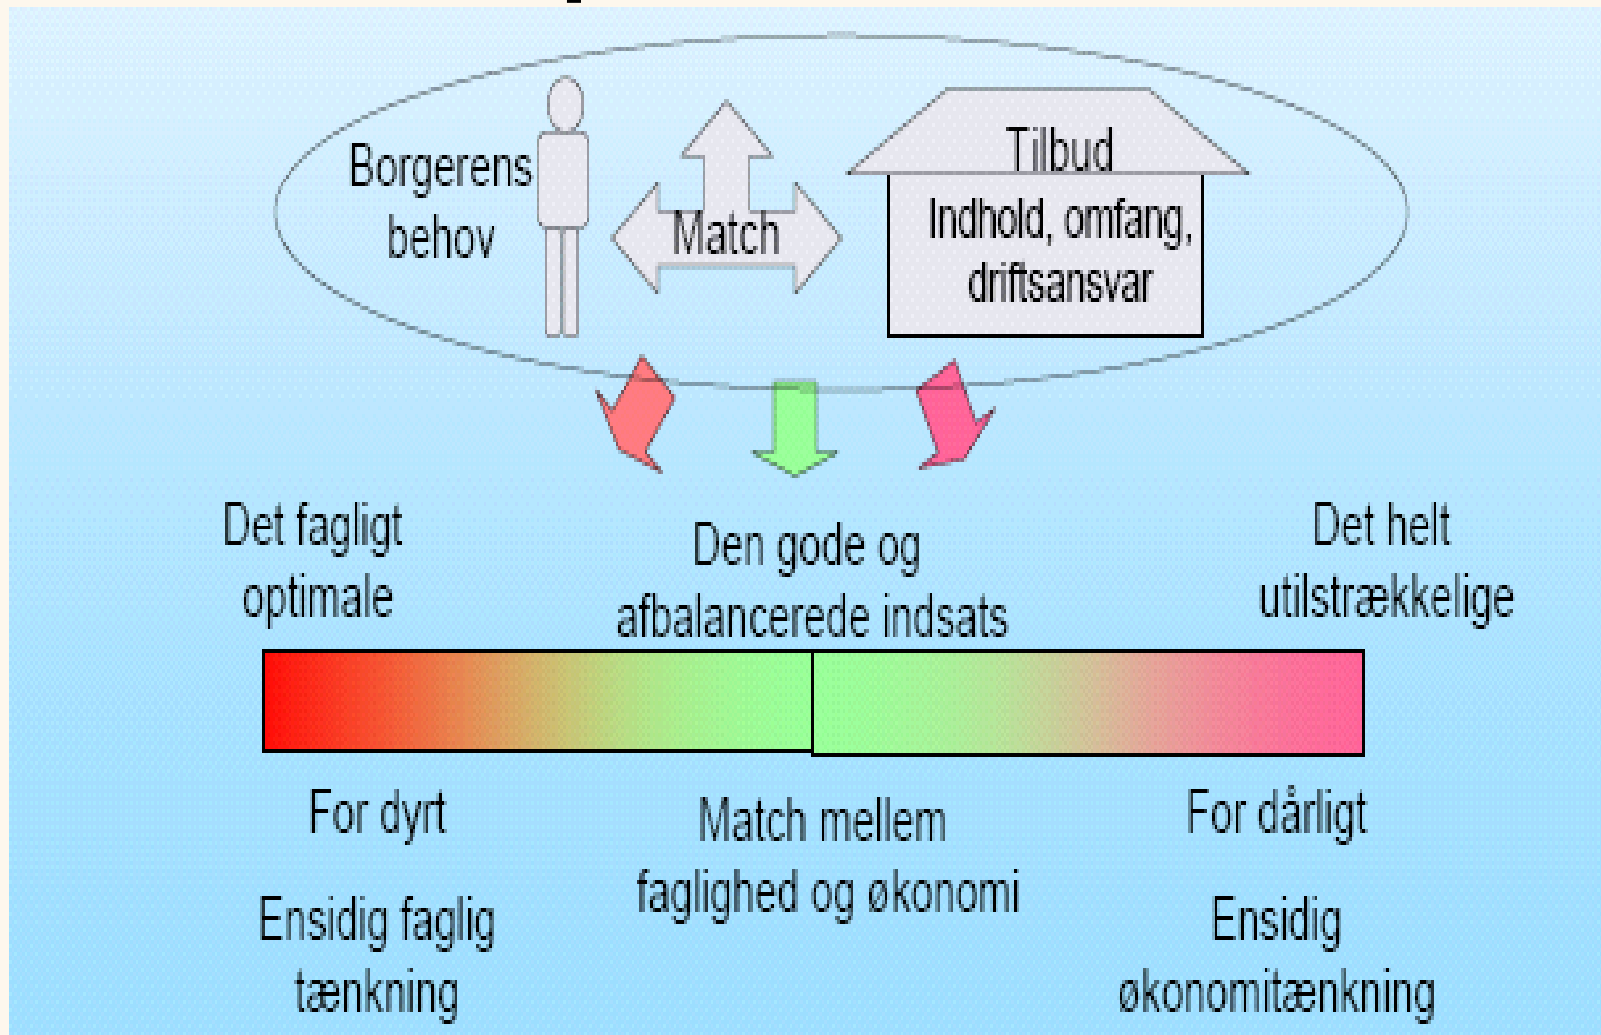 Borgerens
behov
Match
Tilbud
Indhold, omfang,
driftsansvar
Det fagligt
optimale
Den gode og
afbalancerede indsats
Det helt
utilstrækkelige
For dyrt
Match mellem
faglighed og økonomi
For dårligt
Ensidig faglig
tænkning
Ensidig
økonomitænkning